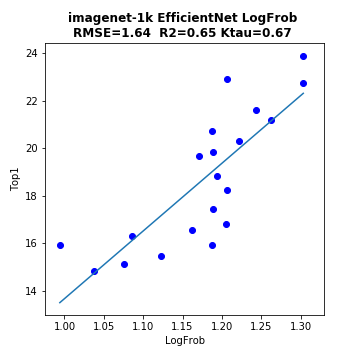 imagenet-1k EfficientNet LogFrob
RMSE=1.64 R2=0.65 Ktau=0.67
24
22
20
18
16
14
Top1
1.00 1.05 1.10 1.15 1.20 1.25 1.30
LogFrob